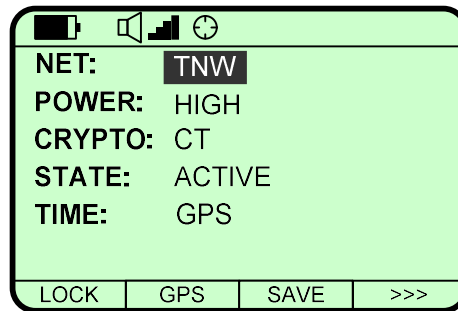 NET: TNW
POWER: HIGH
CRYPTO: CT
STATE: ACTIVE
TIME: GPS
LOCK GPS SAVE >>>